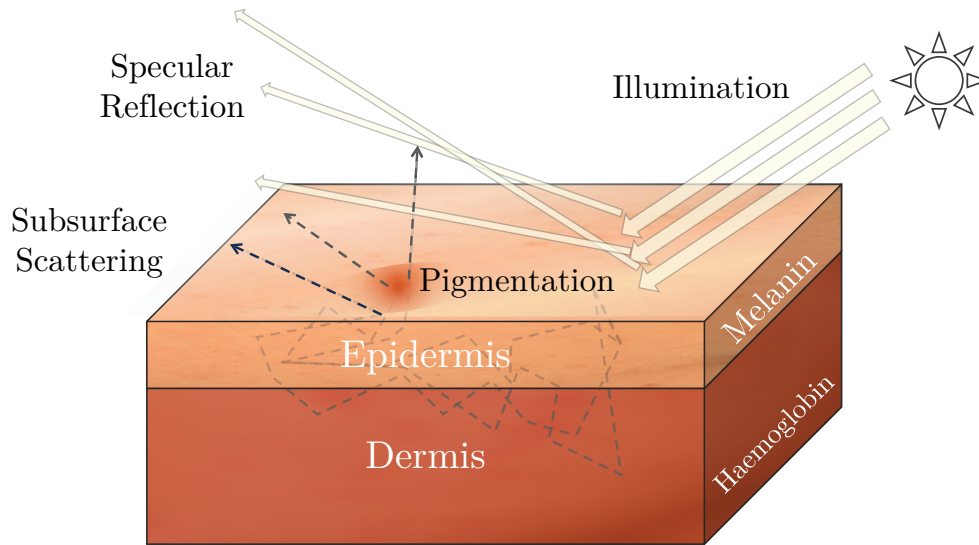 Specular
Reflection
Illumination
Subsurface
Scattering
Pigmentation
Epidermis
Melanin
Dermis
Haemoglobin